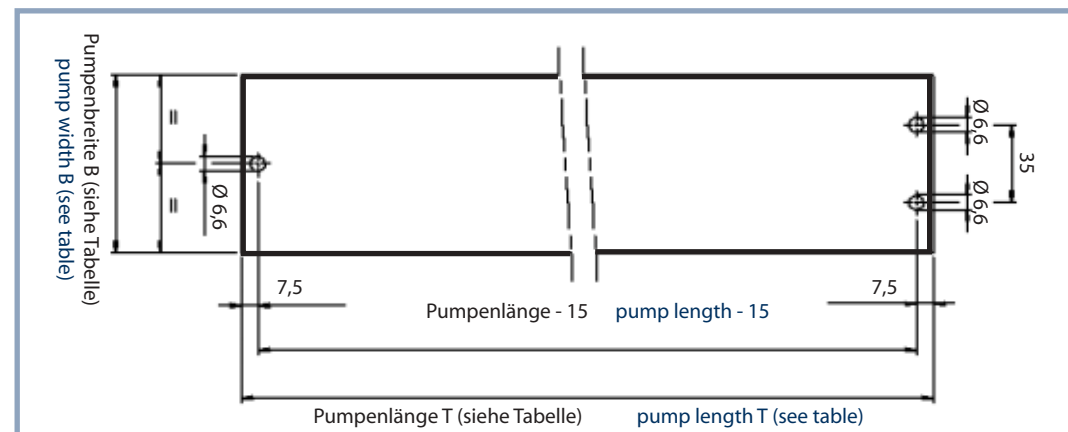 Pumpenbreite B (siehe Tabelle)
pump width B (see table)
=
=
Ø 6,6
Ø 6,6
Ø 6,6
35
7,5
7,5
Pumpenlänge - 15 pump length - 15
Pumpenlänge T (siehe Tabelle) pump length T (see table)